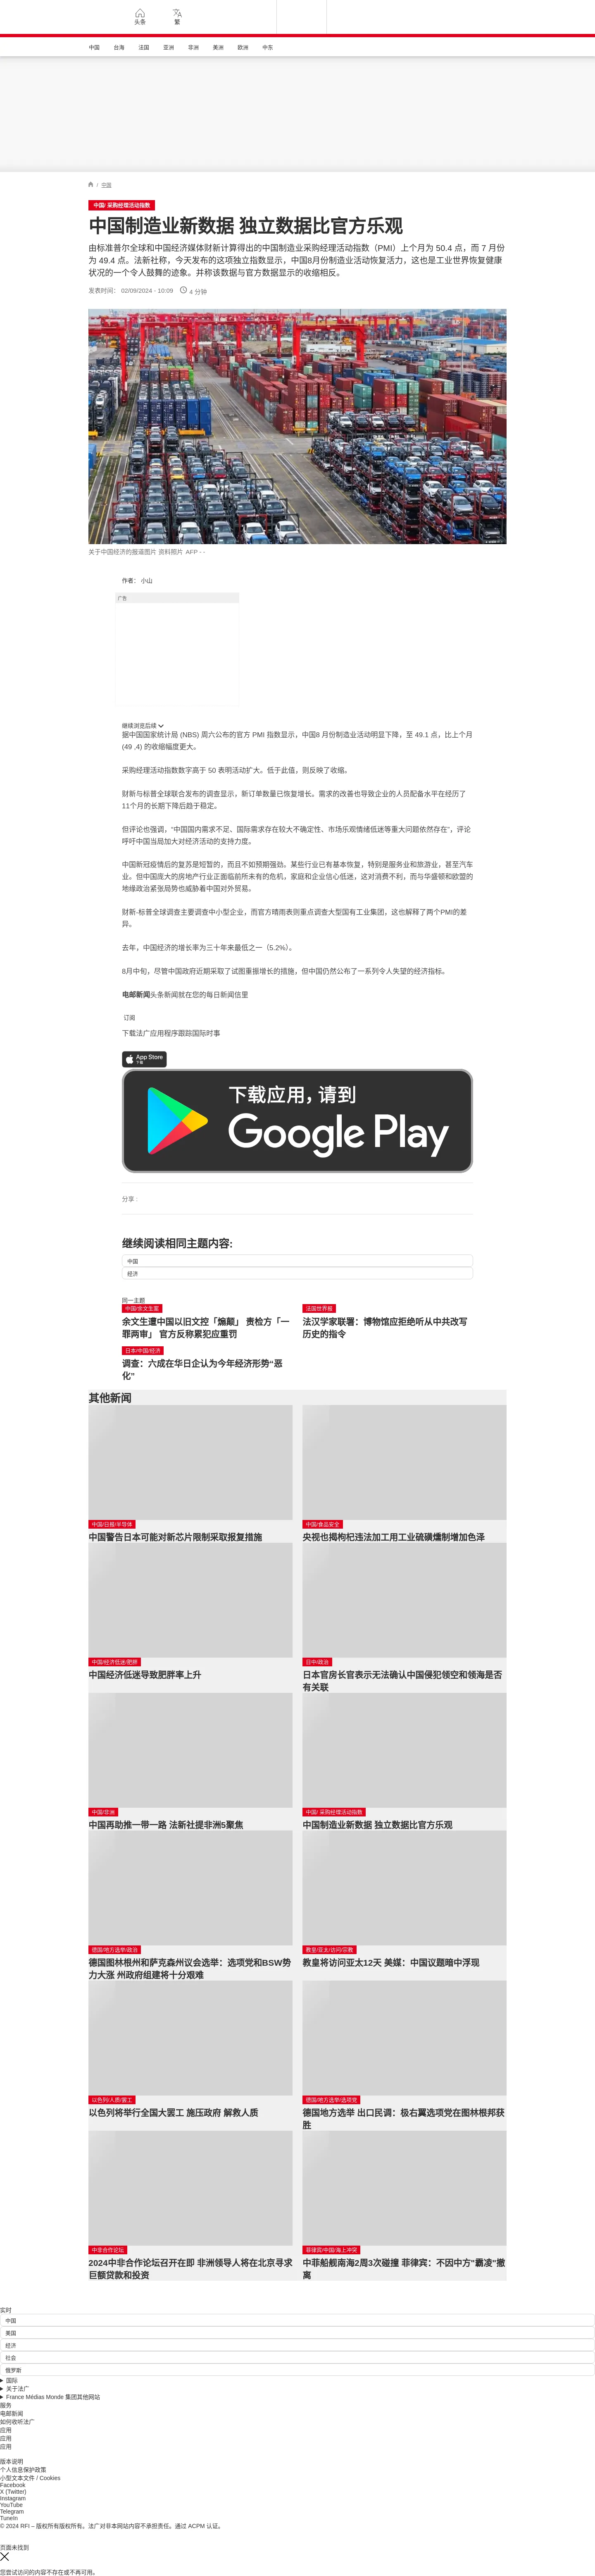 头条
繁
中国 台海 法国 亚洲 非洲 美洲 欧洲 中东
/ 中国
中国/ 采购经理活动指数
中国制造业新数据 独立数据比官方乐观
由标准普尔全球和中国经济媒体财新计算得出的中国制造业采购经理活动指数（PMI）上个月为 50.4 点，而 7 月份
为 49.4 点。法新社称，今天发布的这项独立指数显示，中国8月份制造业活动恢复活力，这也是工业世界恢复健康
状况的一个令人鼓舞的迹象。并称该数据与官方数据显示的收缩相反。
发表时间： 02/09/2024 - 10:09 4 分钟
关于中国经济的报道图片 资料照片 AFP - -
作者： 小山
广告
继续浏览后续
据中国国家统计局 (NBS) 周六公布的官方 PMI 指数显示，中国8 月份制造业活动明显下降，至 49.1 点，比上个月
(49 ,4) 的收缩幅度更大。
采购经理活动指数数字高于 50 表明活动扩大。低于此值，则反映了收缩。
财新与标普全球联合发布的调查显示，新订单数量已恢复增长。需求的改善也导致企业的人员配备水平在经历了
11个月的长期下降后趋于稳定。
但评论也强调，“中国国内需求不足、国际需求存在较大不确定性、市场乐观情绪低迷等重大问题依然存在”，评论
呼吁中国当局加大对经济活动的支持力度。
中国新冠疫情后的复苏是短暂的，而且不如预期强劲。某些行业已有基本恢复，特别是服务业和旅游业，甚至汽车
业。但中国庞大的房地产行业正面临前所未有的危机，家庭和企业信心低迷，这对消费不利，而与华盛顿和欧盟的
地缘政治紧张局势也威胁着中国对外贸易。
财新-标普全球调查主要调查中小型企业，而官方晴雨表则重点调查大型国有工业集团，这也解释了两个PMI的差
异。
去年，中国经济的增长率为三十年来最低之一（5.2%）。
8月中旬，尽管中国政府近期采取了试图重振增长的措施，但中国仍然公布了一系列令人失望的经济指标。
电邮新闻头条新闻就在您的每日新闻信里
订阅
下载法广应用程序跟踪国际时事
App Store
下载
下载应用，请到
Google Play
分享 :
继续阅读相同主题内容:
中国
经济
同一主题
中国/余文生案
余文生遭中国以旧文控「煽颠」 责检方「一
罪两审」 官方反称累犯应重罚
法国世界报
法汉学家联署：博物馆应拒绝听从中共改写
历史的指令
日本/中国/经济
调查：六成在华日企认为今年经济形势“恶
化”
其他新闻
中国/日报/半导体
中国警告日本可能对新芯片限制采取报复措施
中国/食品安全
央视也揭枸杞违法加工用工业硫磺燻制增加色泽
中国/经济低迷/肥胖
中国经济低迷导致肥胖率上升
日中/政治
日本官房长官表示无法确认中国侵犯领空和领海是否
有关联
中国/非洲
中国再助推一带一路 法新社提非洲5聚焦
中国/ 采购经理活动指数
中国制造业新数据 独立数据比官方乐观
德国/地方选举/政治
德国图林根州和萨克森州议会选举：选项党和BSW势
力大涨 州政府组建将十分艰难
教皇/亚太/访问/宗教
教皇将访问亚太12天 美媒：中国议题暗中浮现
以色列/人质/罢工
以色列将举行全国大罢工 施压政府 解救人质
德国/地方选举/选项党
德国地方选举 出口民调：极右翼选项党在图林根邦获
胜
中非合作论坛
2024中非合作论坛召开在即 非洲领导人将在北京寻求
巨额贷款和投资
菲律宾/中国/海上冲突
中菲船舰南海2周3次碰撞 菲律宾：不因中方"霸凌"撤
离
实时
中国
美国
经济
社会
俄罗斯
国际
关于法广
France Médias Monde 集团其他网站
服务
电邮新闻
如何收听法广
应用
应用
应用
版本说明
个人信息保护政策
小型文本文件 / Cookies
Facebook
X (Twitter)
Instagram
YouTube
Telegram
TuneIn
© 2024 RFI – 版权所有版权所有。法广对非本网站内容不承担责任。通过 ACPM 认证。
页面未找到
您尝试访问的内容不存在或不再可用。